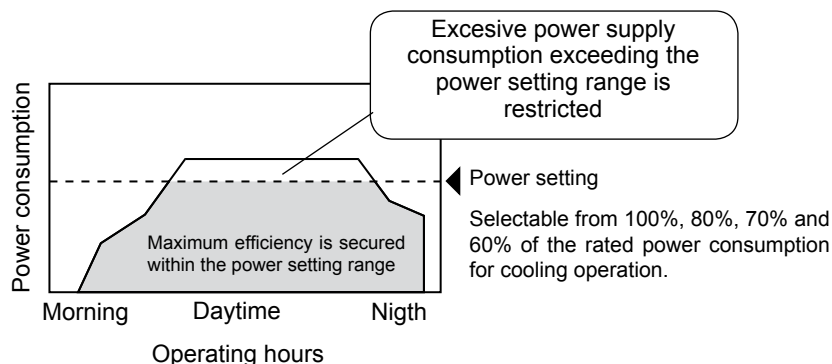 Excesive power supply
consumption exceeding the
power setting range is
restricted
Power consumption
Power setting
Selectable from 100%, 80%, 70% and
60% of the rated power consumption
for cooling operation.
Maximum efficiency is secured
within the power setting range
Morning Daytime Nigth
Operating hours